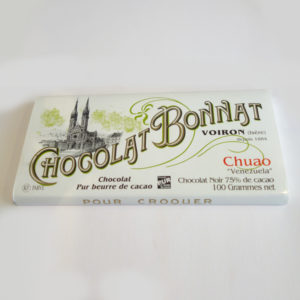 CHOCOLAT BONNAT
VOIRON (Isère)
depuis 1884
Chuao
"Venezuela"
Chocolat
Pur beurre de cacao
Chocolat Noir 75% de cacao
100 Grammes net
POUR CROQUER